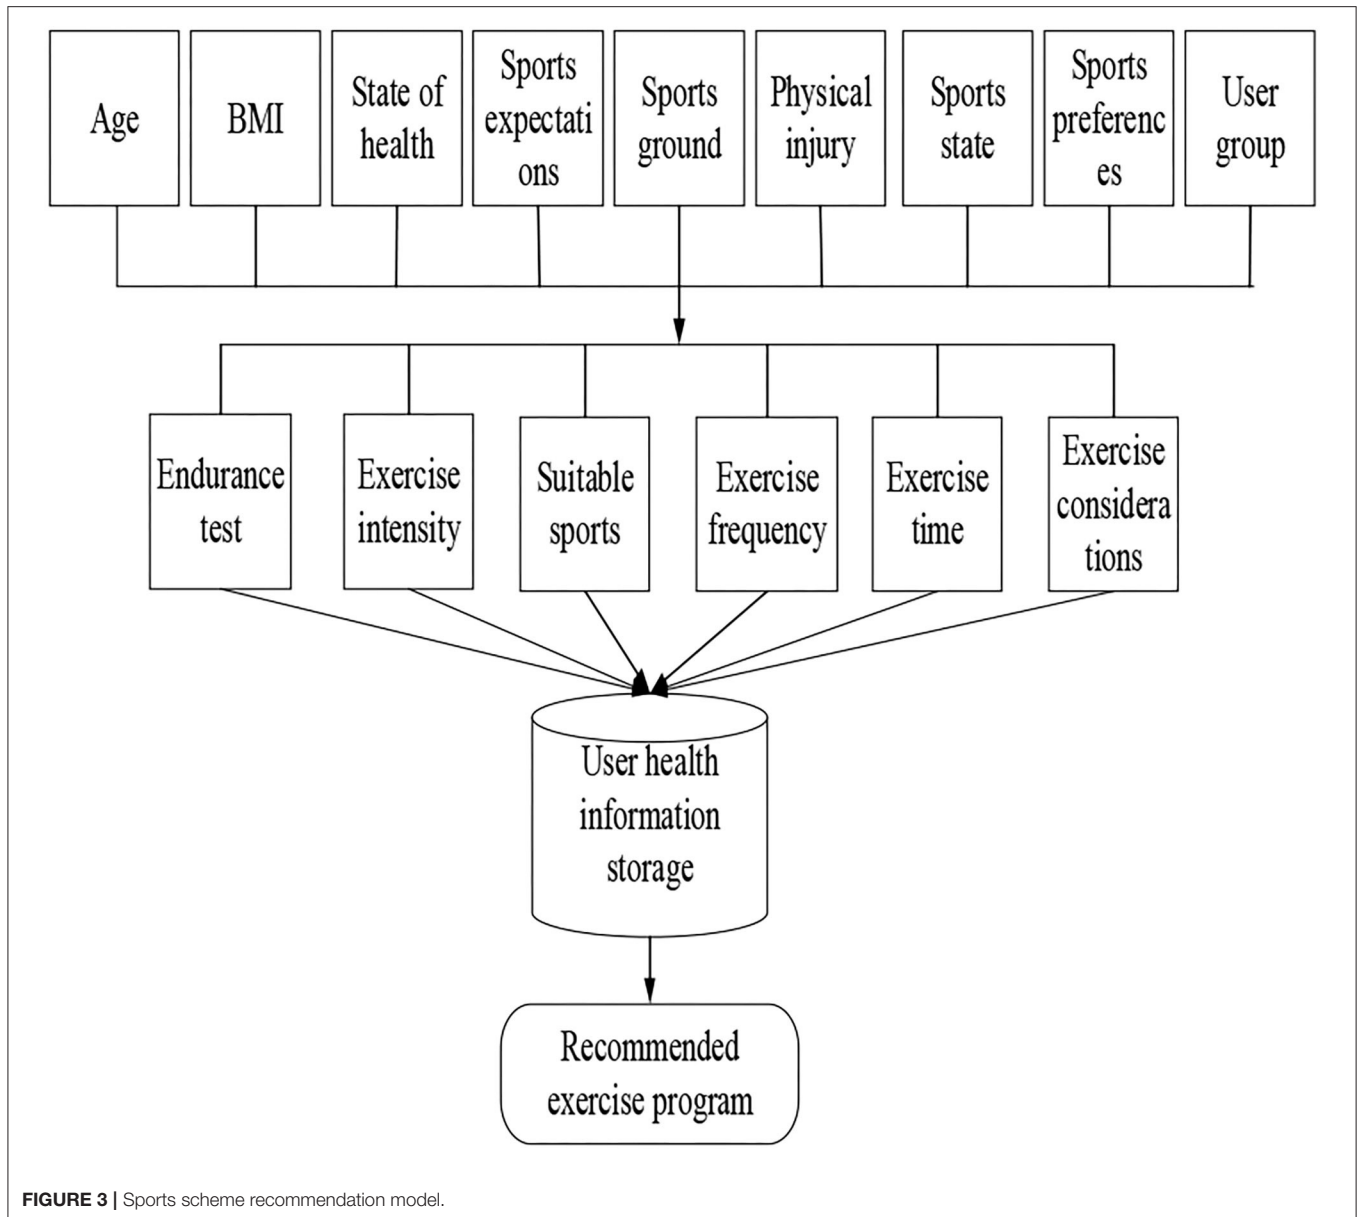 Age
BMI
State of
health
Sports
expectati
ons
Sports
ground
Physical
injury
Sports
state
Sports
preferenc
es
User
group
Endurance
test
Exercise
intensity
Suitable
sports
Exercise
frequency
Exercise
time
Exercise
considera
tions
User health
information
storage
Recommended
exercise program
FIGURE 3 | Sports scheme recommendation model.